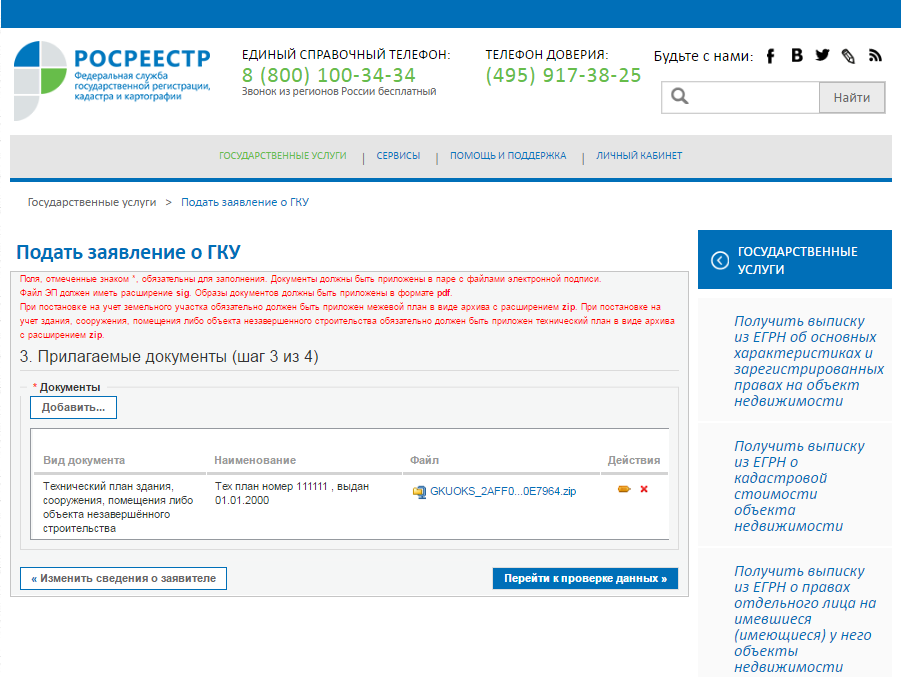 РОСРЕЕСТР
Федеральная служба
государственной регистрации,
кадастра и картографии
ЕДИНЫЙ СПРАВОЧНЫЙ ТЕЛЕФОН:
8 (800) 100-34-34
Звонок из регионов России бесплатный
ТЕЛЕФОН ДОВЕРИЯ:
(495) 917-38-25
Будьте с нами:
Найти
ГОСУДАРСТВЕННЫЕ УСЛУГИ | СЕРВИСЫ | ПОМОЩЬ И ПОДДЕРЖКА | ЛИЧНЫЙ КАБИНЕТ
Государственные услуги > Подать заявление о ГКУ
Подать заявление о ГКУ
Поля, отмеченные знаком *, обязательны для заполнения. Документы должны быть приложены в паре с файлами электронной подписи.
Файл ЭП должен иметь расширение sig. Образы документов должны быть приложены в формате pdf.
При постановке на учет земельного участка обязательно должен быть приложен межевой план в виде архива с расширением zip. При постановке на
учет здания, сооружения, помещения либо объекта незавершенного строительства обязательно должен быть приложен технический план в виде архива
с расширением zip.
3. Прилагаемые документы (шаг 3 из 4)
* Документы
Добавить...
Вид документа Наименование Файл Действия
Технический план здания,
сооружения, помещения либо
объекта незавершённого
строительства
Тех план номер 111111 , выдан
01.01.2000
GKUOKS_2AFF0...0E7964.zip
« Изменить сведения о заявителе
Перейти к проверке данных »
ГОСУДАРСТВЕННЫЕ
УСЛУГИ
Получить выписку
из ЕГРН об основных
характеристиках и
зарегистрированных
правах на объект
недвижимости
Получить выписку
из ЕГРН о
кадастровой
стоимости
объекта
недвижимости
Получить выписку
из ЕГРН о правах
отдельного лица на
имевшиеся
(имеющиеся) у него
объекты
недвижимости